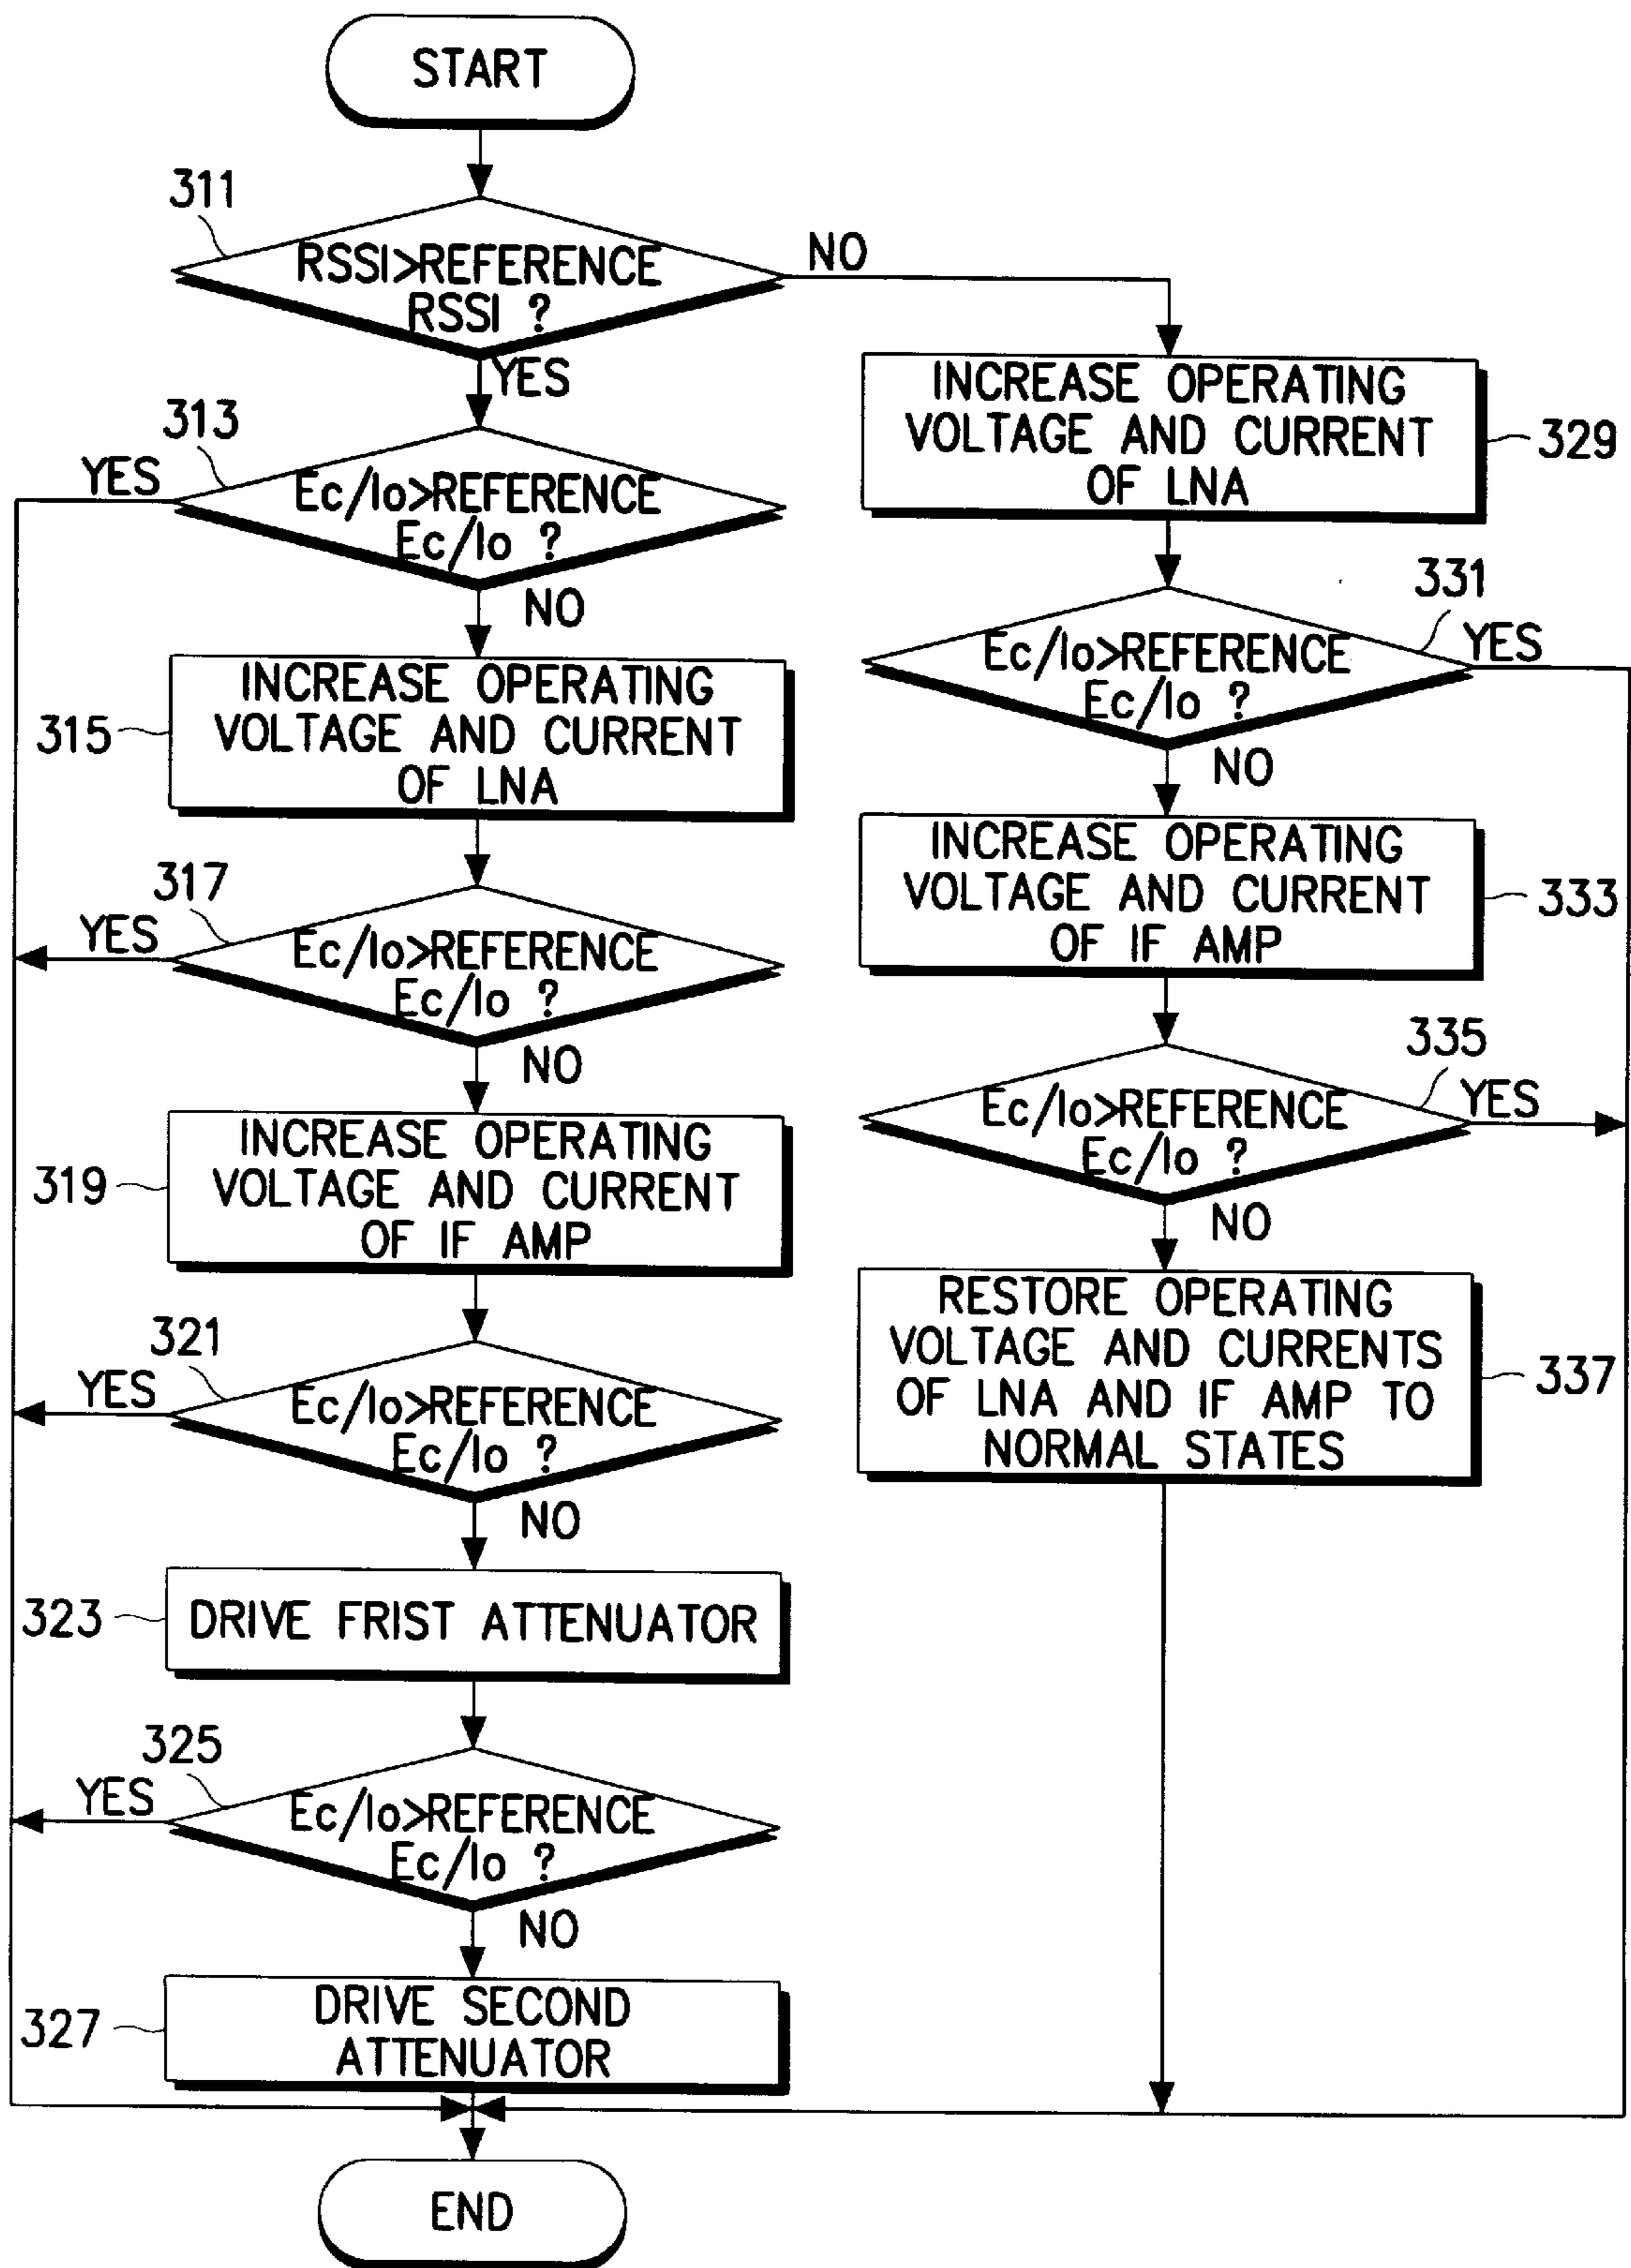 START
311
RSSI>REFERENCE
RSSI ?
NO
YES
313
YES
Ec/Io>REFERENCE
Ec/Io ?
NO
INCREASE OPERATING
VOLTAGE AND CURRENT
OF LNA
315
317
YES
Ec/Io>REFERENCE
Ec/Io ?
NO
INCREASE OPERATING
VOLTAGE AND CURRENT
OF IF AMP
319
321
YES
Ec/Io>REFERENCE
Ec/Io ?
NO
323
DRIVE FRIST ATTENUATOR
325
YES
Ec/Io>REFERENCE
Ec/Io ?
NO
327
DRIVE SECOND
ATTENUATOR
INCREASE OPERATING
VOLTAGE AND CURRENT
OF LNA
329
331
YES
Ec/Io>REFERENCE
Ec/Io ?
NO
INCREASE OPERATING
VOLTAGE AND CURRENT
OF IF AMP
333
335
YES
Ec/Io>REFERENCE
Ec/Io ?
NO
RESTORE OPERATING
VOLTAGE AND CURRENTS
OF LNA AND IF AMP TO
NORMAL STATES
337
END